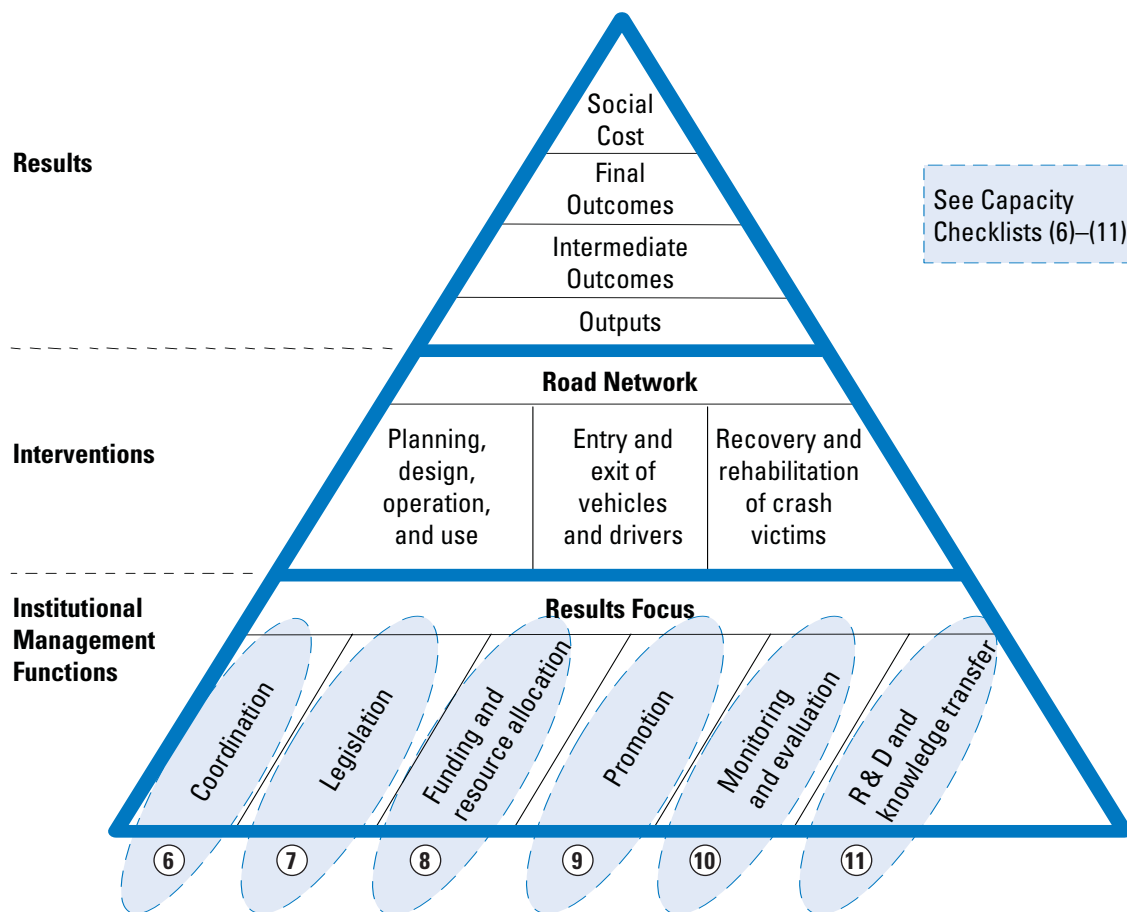 Results
Social
Cost
Final
Outcomes
Intermediate
Outcomes
Outputs
See Capacity
Checklists (6)–(11)
Interventions
Road Network
Planning,
design,
operation,
and use
Entry and
exit of
vehicles
and drivers
Recovery and
rehabilitation
of crash
victims
Institutional
Management
Functions
Results Focus
Coordination
Legislation
Funding and
resource allocation
Promotion
Monitoring
and evaluation
R & D and
knowledge transfer
6
7
8
9
10
11